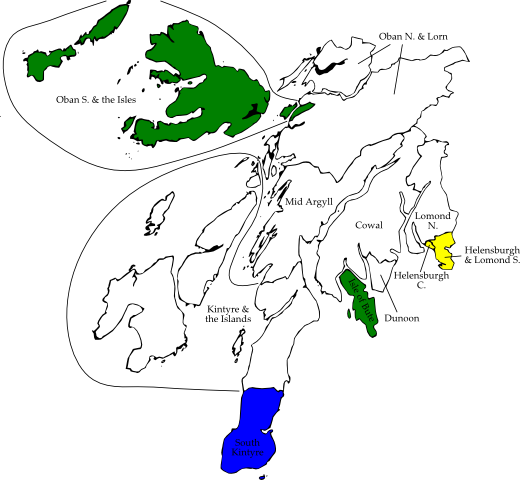 Oban N. & Lorn
Oban S. & the Isles
Mid Argyll
Lomond
N.
Cowal
Helensburgh
& Lomond S.
Helensburgh
C.
Isle of Bute
Kintyre &
the Islands
Dunoon
South
Kintyre